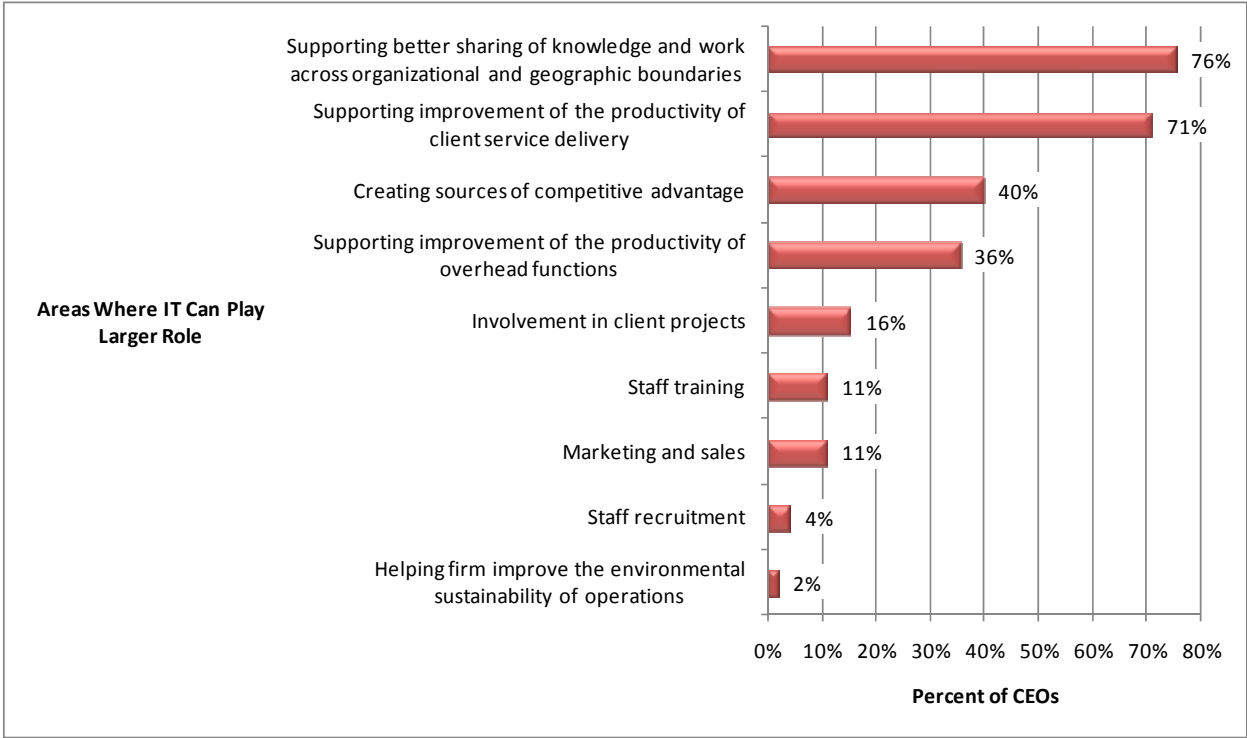 Supporting better sharing of knowledge and work
across organizational and geographic boundaries
76%
Supporting improvement of the productivity of
client service delivery
71%
Creating sources of competitive advantage
40%
Supporting improvement of the productivity of
overhead functions
36%
Areas Where IT Can Play
Larger Role
Involvement in client projects
16%
Staff training
11%
Marketing and sales
11%
Staff recruitment
4%
Helping firm improve the environmental
sustainability of operations
2%
0% 10% 20% 30% 40% 50% 60% 70% 80%
Percent of CEOs